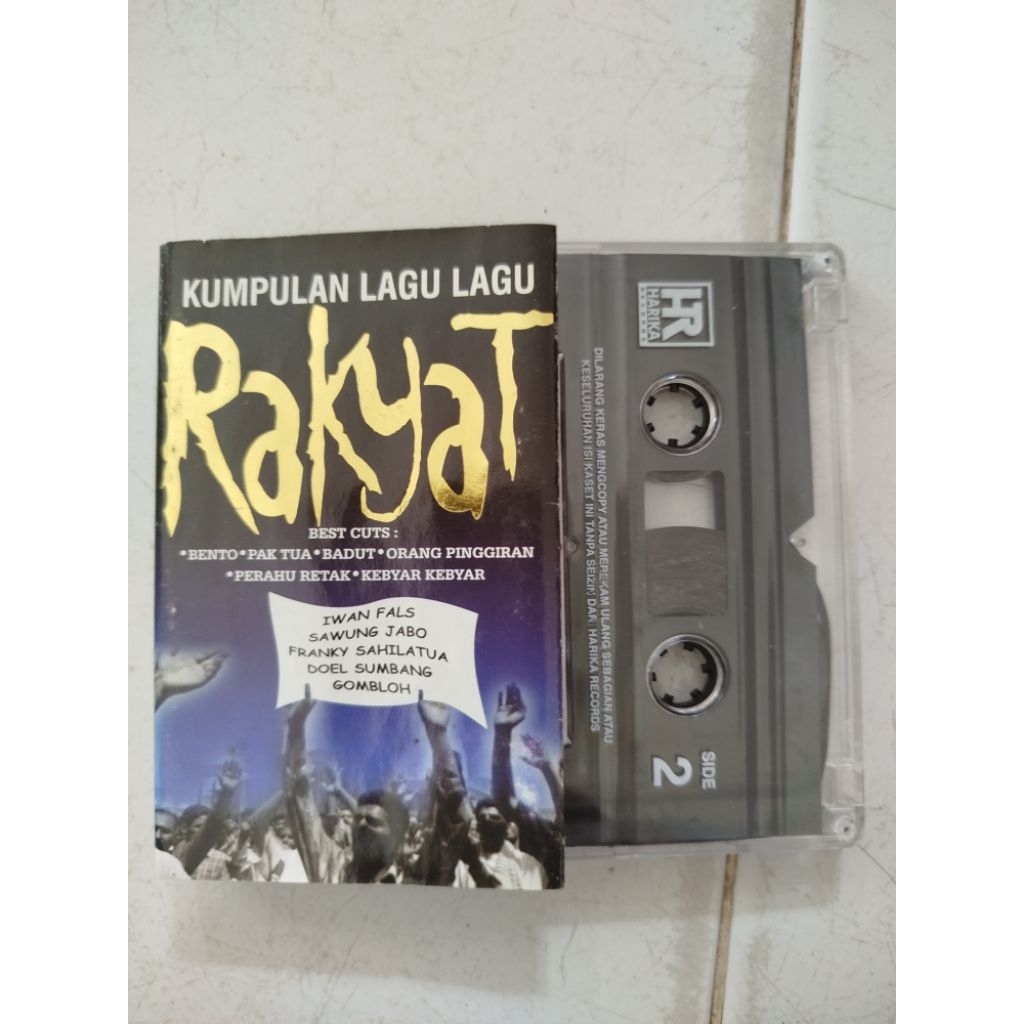 KUMPULAN LAGU LAGU
RakyaT
BEST CUTS :
•BENTO•PAK TUA•BADUT•ORANG PINGGIRAN
•PERAHU RETAK•KEBYAR KEBYAR
IWAN FALS
SAWUNG JABO
FRANKY SAHILATUA
DOEL SUMBANG
GOMBLOH
HR
HARIKA
RECORDS
DILARANG KERAS MENGCOPY ATAU MEREKAM ULANG SEBAGIAN ATAU
KESELURUHAN ISI KASET INI TANPA SEIZIN DARI HARIKA RECORDS
SIDE
2